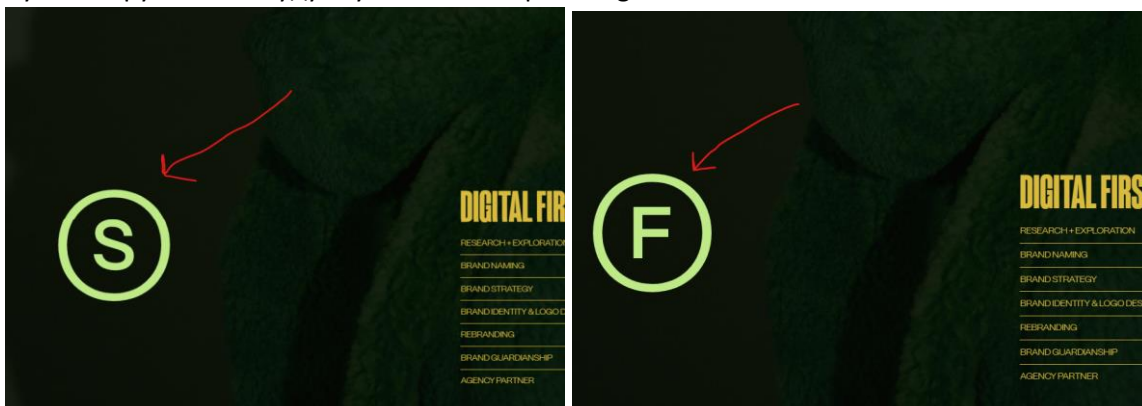 S
DIGITAL FIR
RESEARCH + EXPLORATION
BRAND NAMING
BRAND STRATEGY
BRAND IDENTITY & LOGO D
REBRANDING
BRAND GUARDIANSHIP
AGENCY PARTNER
F
DIGITAL FIRS
RESEARCH + EXPLORATION
BRAND NAMING
BRAND STRATEGY
BRAND IDENTITY & LOGO DES
REBRANDING
BRAND GUARDIANSHIP
AGENCY PARTNER